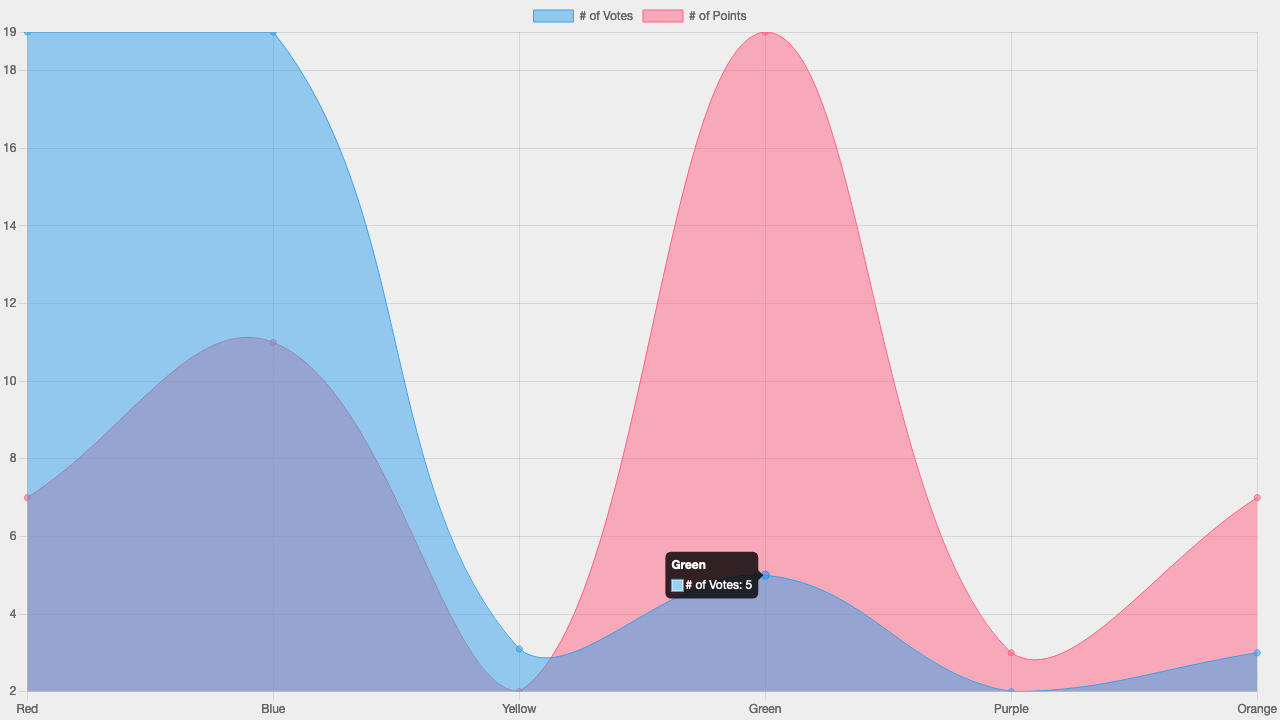 # of Votes # of Points
19
18
16
14
12
10
8
6
4
2
Green
# of Votes: 5
Red Blue Yellow Green Purple Orange